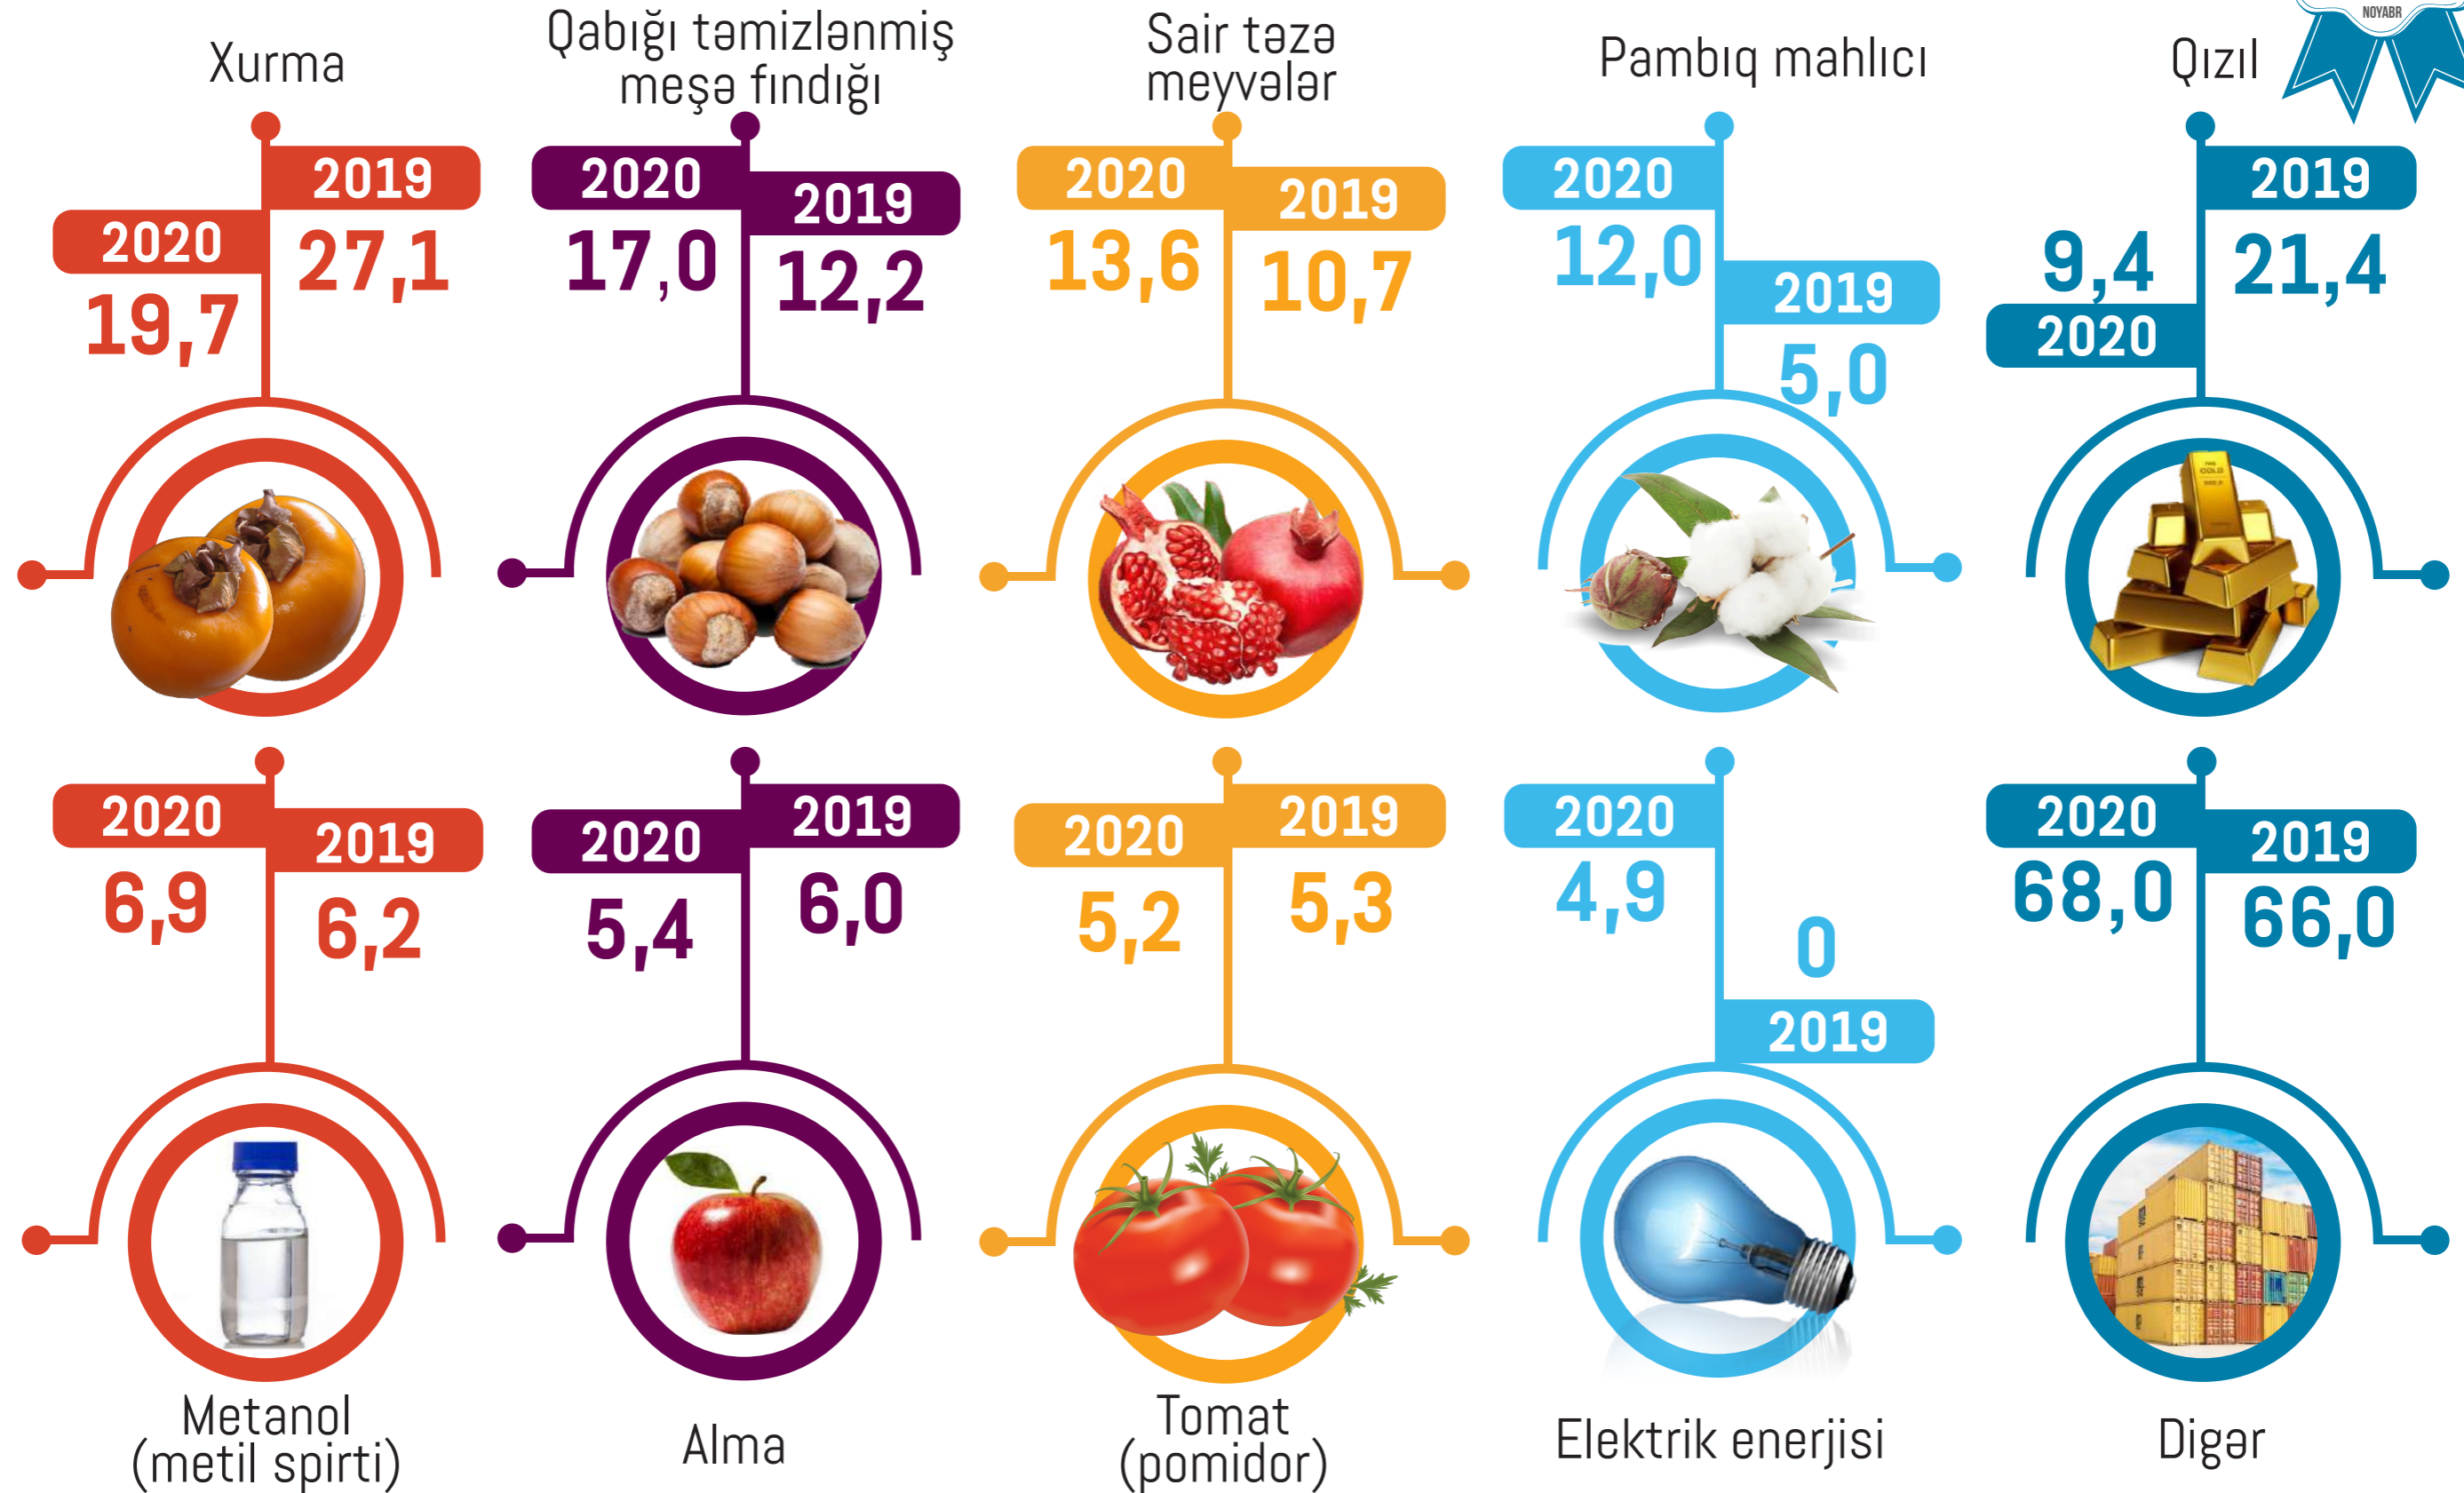 NOYABR
Xurma
2019
27,1
2020
19,7
Qabığı təmizlənmiş
meşə fındığı
2020
17,0
2019
12,2
Sair təzə
meyvələr
2020
13,6
2019
10,7
Pambıq mahlıcı
2020
12,0
2019
5,0
Qızıl
2019
21,4
9,4
2020
2020
6,9
2019
6,2
Metanol
(metil spirti)
2020
5,4
2019
6,0
Alma
2020
5,2
2019
5,3
Tomat
(pomidor)
2020
4,9
0
2019
Elektrik enerjisi
2020
68,0
2019
66,0
Digər